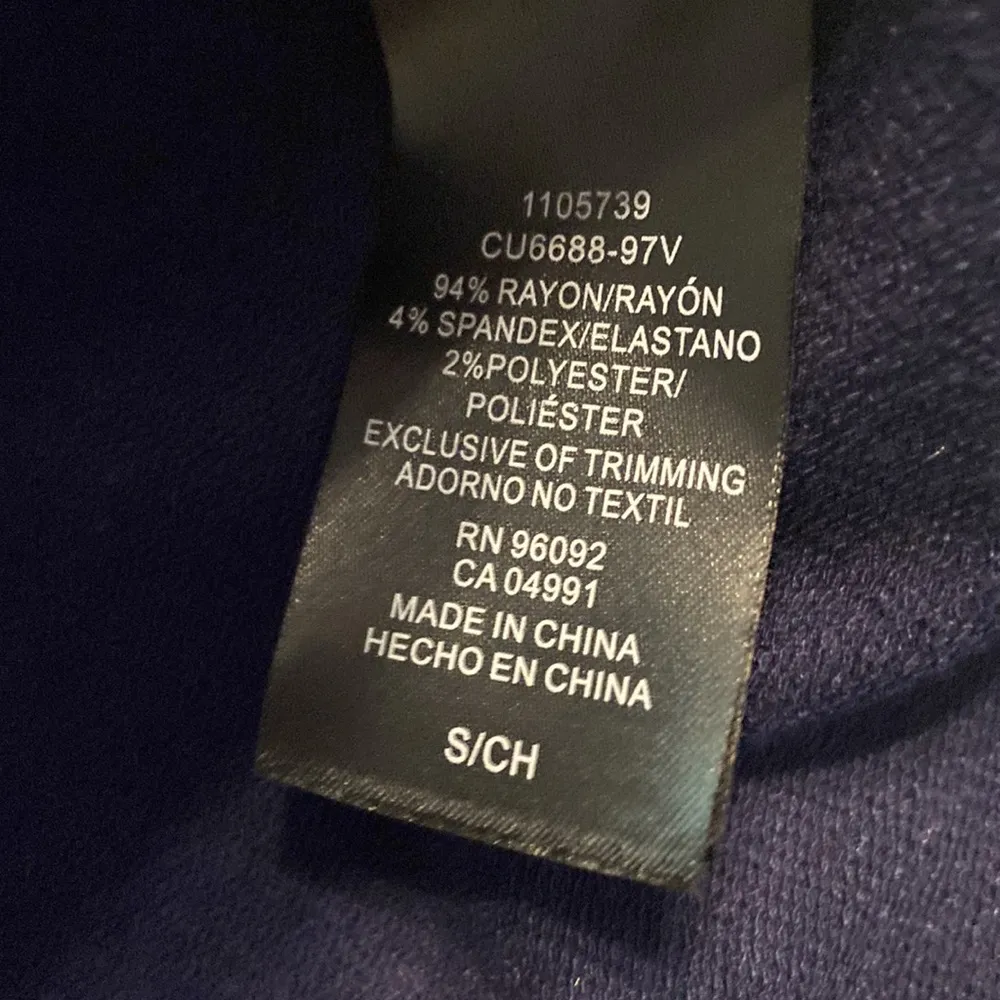 1105739
CU6688-97V
94% RAYON/RAYÓN
4% SPANDEX/ELASTANO
2%POLYESTER/
POLIÉSTER
EXCLUSIVE OF TRIMMING
ADORNO NO TEXTIL
RN 96092
CA 04991
MADE IN CHINA
HECHO EN CHINA
S/CH